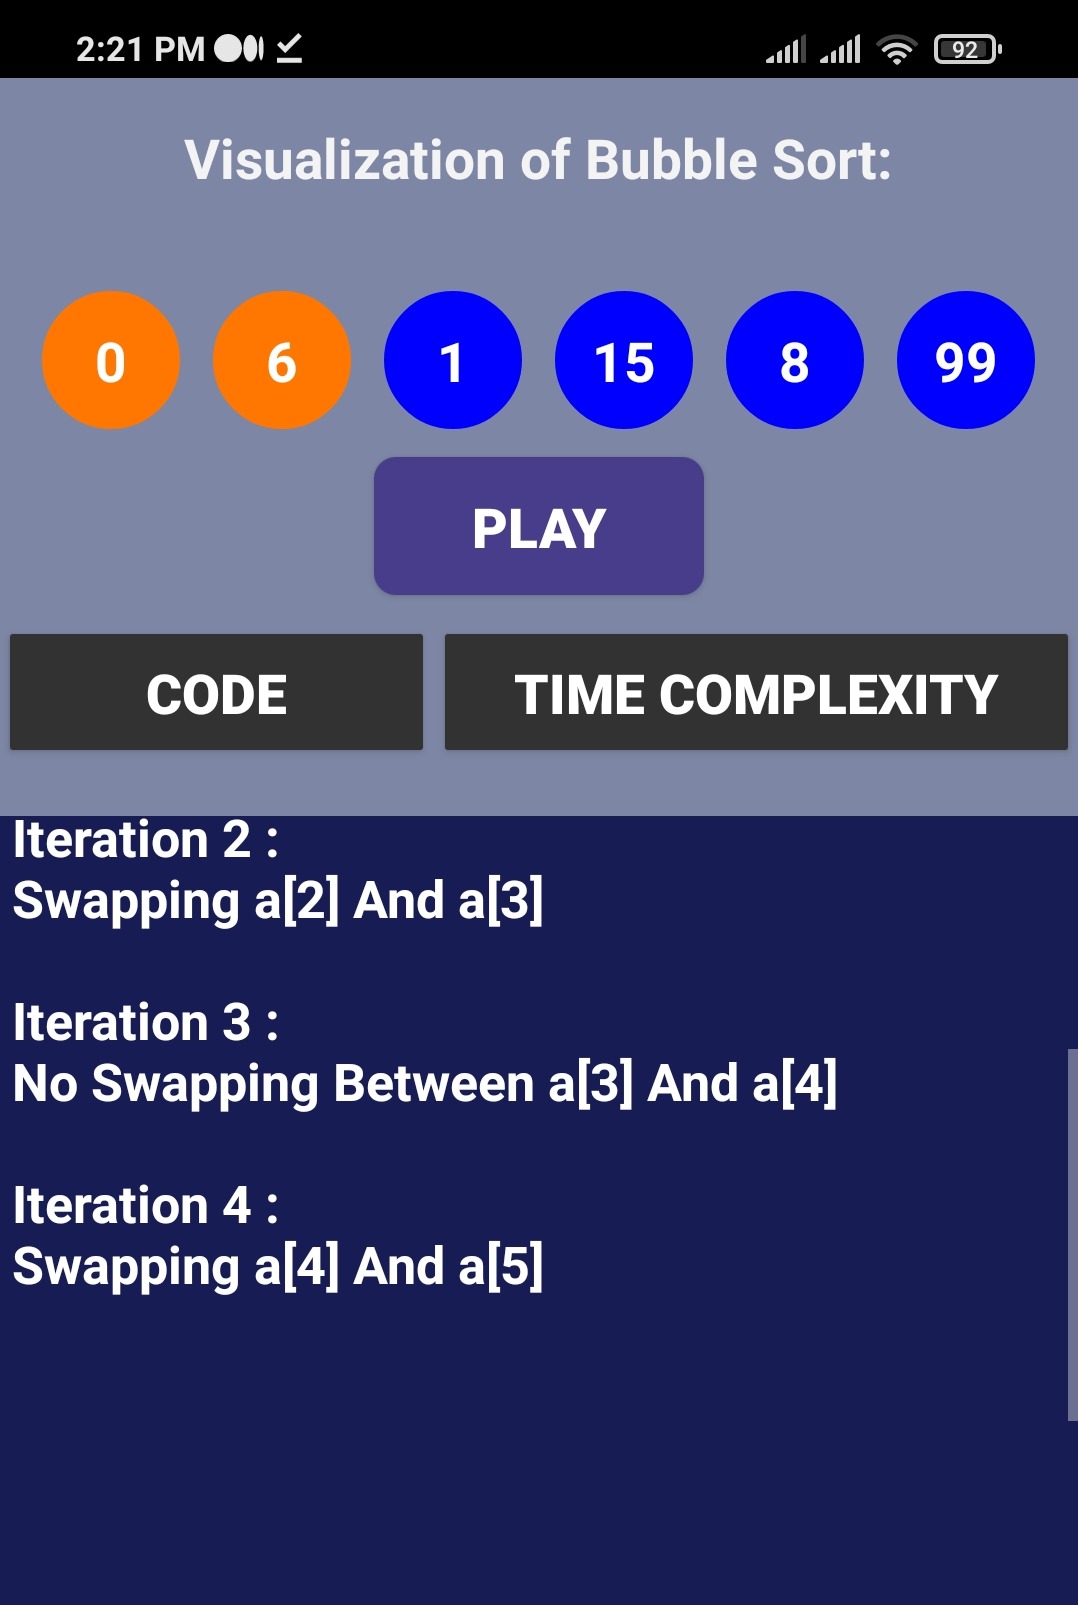 2:21 PM
92
Visualization of Bubble Sort:
0 6 1 15 8 99
PLAY
CODE TIME COMPLEXITY
Iteration 2 :
Swapping a[2] And a[3]
Iteration 3 :
No Swapping Between a[3] And a[4]
Iteration 4 :
Swapping a[4] And a[5]